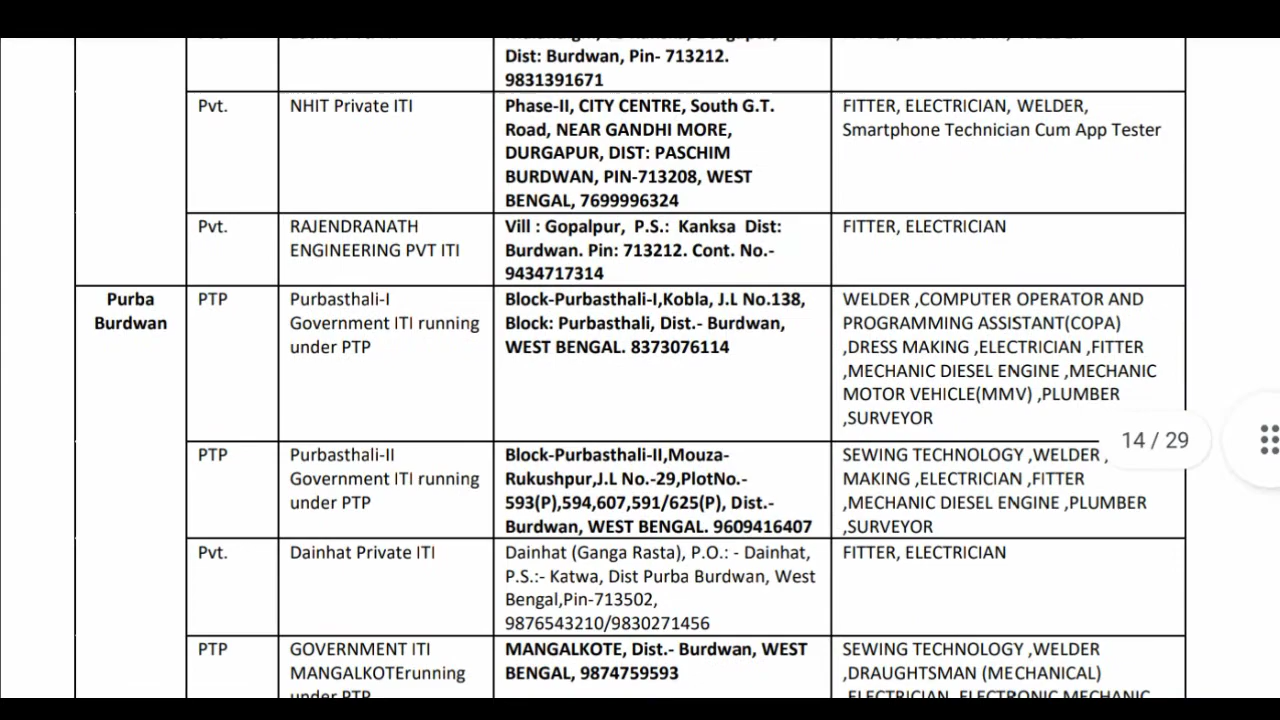 Dist: Burdwan, Pin- 713212.
9831391671
Pvt.
NHIT Private ITI
Phase-II, CITY CENTRE, South G.T.
Road, NEAR GANDHI MORE,
DURGAPUR, DIST: PASCHIM
BURDWAN, PIN-713208, WEST
BENGAL, 7699996324
FITTER, ELECTRICIAN, WELDER,
Smartphone Technician Cum App Tester
Pvt.
RAJENDRANATH
ENGINEERING PVT ITI
Vill : Gopalpur, P.S.: Kanksa Dist:
Burdwan. Pin: 713212. Cont. No.-
9434717314
FITTER, ELECTRICIAN
Purba
Burdwan
PTP
Purbasthali-I
Government ITI running
under PTP
Block-Purbasthali-I,Kobla, J.L No.138,
Block: Purbasthali, Dist.- Burdwan,
WEST BENGAL. 8373076114
WELDER ,COMPUTER OPERATOR AND
PROGRAMMING ASSISTANT(COPA)
,DRESS MAKING ,ELECTRICIAN ,FITTER
,MECHANIC DIESEL ENGINE ,MECHANIC
MOTOR VEHICLE(MMV) ,PLUMBER
,SURVEYOR
14 / 29
PTP
Purbasthali-II
Government ITI running
under PTP
Block-Purbasthali-II,Mouza-
Rukushpur,J.L No.-29,PlotNo.-
593(P),594,607,591/625(P), Dist.-
Burdwan, WEST BENGAL. 9609416407
SEWING TECHNOLOGY ,WELDER ,
MAKING ,ELECTRICIAN ,FITTER
,MECHANIC DIESEL ENGINE ,PLUMBER
,SURVEYOR
Pvt.
Dainhat Private ITI
Dainhat (Ganga Rasta), P.O.: - Dainhat,
P.S.:- Katwa, Dist Purba Burdwan, West
Bengal,Pin-713502,
9876543210/9830271456
FITTER, ELECTRICIAN
PTP
GOVERNMENT ITI
MANGALKOTErunning
under PTP
MANGALKOTE, Dist.- Burdwan, WEST
BENGAL, 9874759593
SEWING TECHNOLOGY ,WELDER
,DRAUGHTSMAN (MECHANICAL)
,ELECTRICIAN ,ELECTRONIC MECHANIC